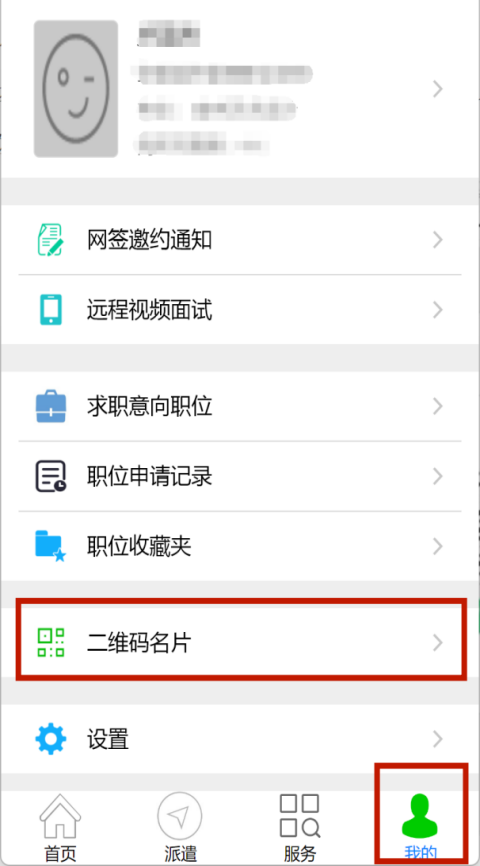 网签邀约通知
远程视频面试
求职意向职位
职位申请记录
职位收藏夹
二维码名片
设置
首页
派遣
服务
我的